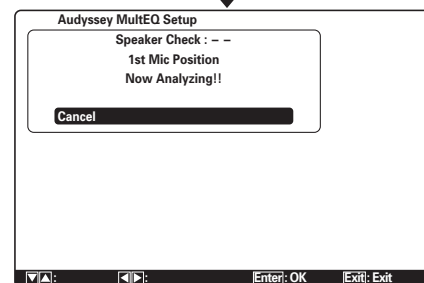 Audyssey MultEQ Setup
Speaker Check : – –
1st Mic Position
Now Analyzing!!
Cancel
▼▲: ◀▶: Enter: OK Exit: Exit